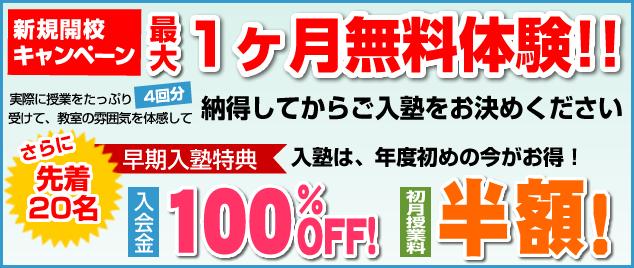 新規開校
キャンペーン
最大
1ヶ月無料体験!!
実際に授業をたっぷり 4回分
受けて、教室の雰囲気を体感して
納得してからご入塾をお決めください
さらに
先着
20名
早期入塾特典
入塾は、年度初めの今がお得！
入会金
100%OFF!
初月授業料
半額!